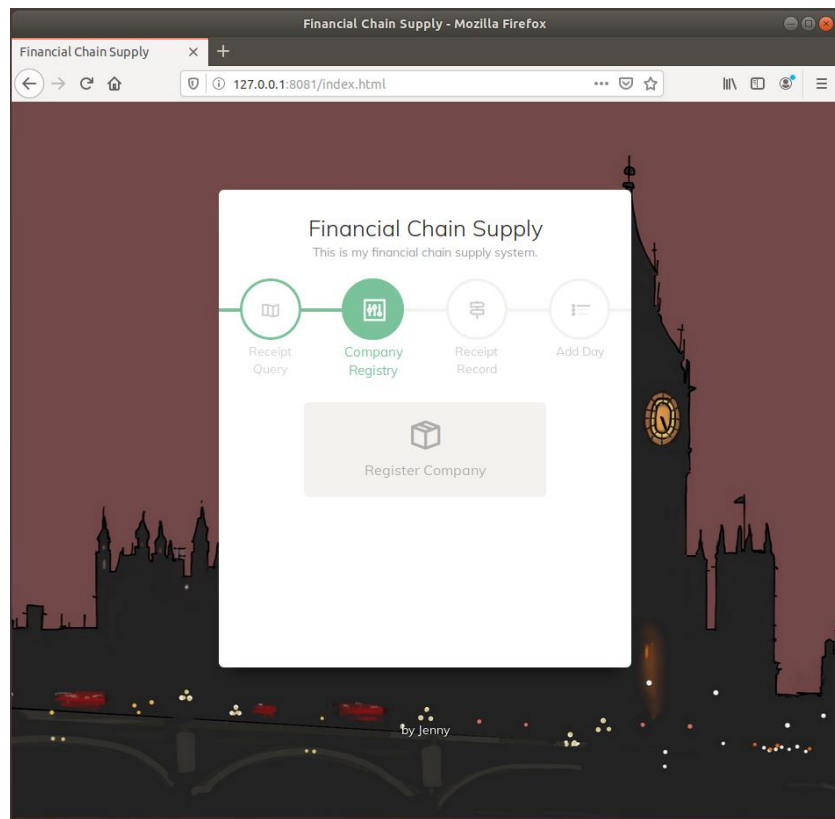 Financial Chain Supply - Mozilla Firefox
Financial Chain Supply
127.0.0.1:8081/index.html
Financial Chain Supply
This is my financial chain supply system.
Receipt Query
Company Registry
Receipt Record
Add Day
Register Company
by Jenny